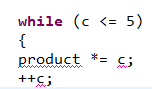 while (c <= 5)
{
product *= c;
++c;